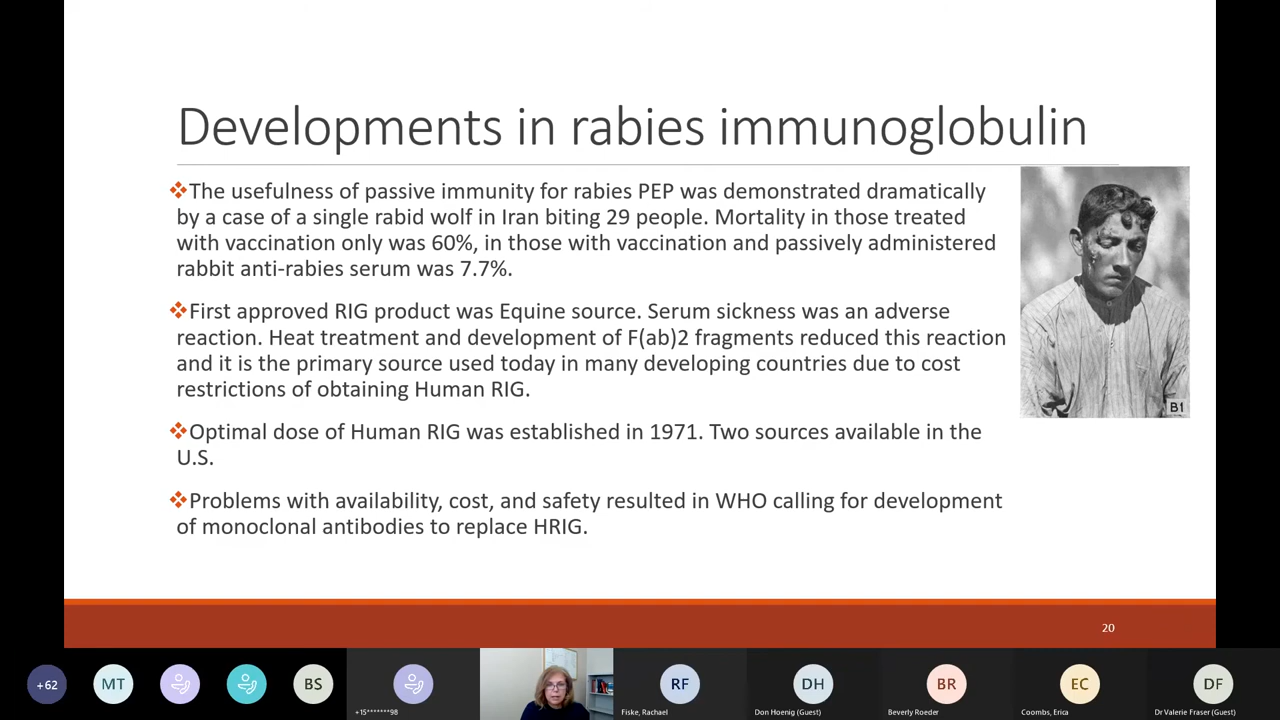 Developments in rabies immunoglobulin
❖The usefulness of passive immunity for rabies PEP was demonstrated dramatically
by a case of a single rabid wolf in Iran biting 29 people. Mortality in those treated
with vaccination only was 60%, in those with vaccination and passively administered
rabbit anti-rabies serum was 7.7%.
❖First approved RIG product was Equine source. Serum sickness was an adverse
reaction. Heat treatment and development of F(ab)2 fragments reduced this reaction
and it is the primary source used today in many developing countries due to cost
restrictions of obtaining Human RIG.
❖Optimal dose of Human RIG was established in 1971. Two sources available in the
U.S.
❖Problems with availability, cost, and safety resulted in WHO calling for development
of monoclonal antibodies to replace HRIG.
B1
20
+62
MT
BS
+15*******98
RF
Fiske, Rachael
DH
Don Hoenig (Guest)
BR
Beverly Roeder
EC
Coombs, Erica
DF
Dr Valerie Fraser (Guest)